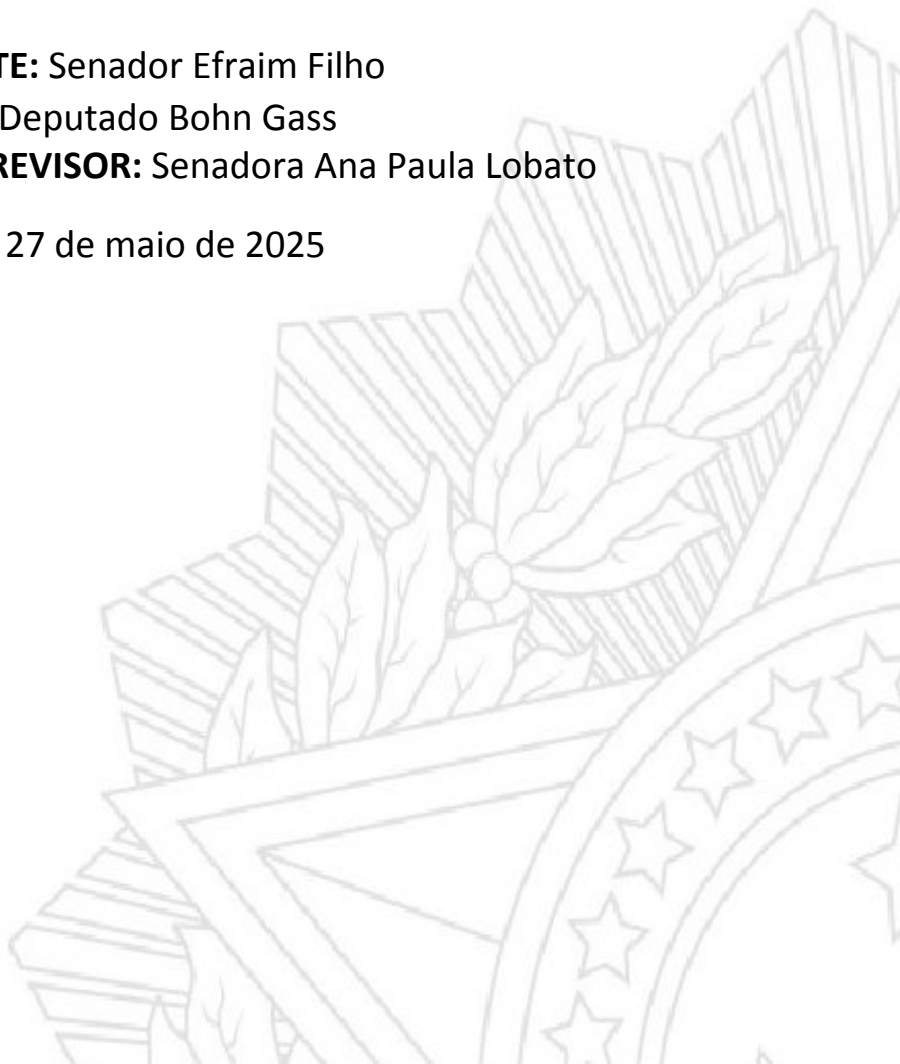 TE: Senador Efraim Filho
Deputado Bohn Gass
REVISOR: Senadora Ana Paula Lobato
27 de maio de 2025